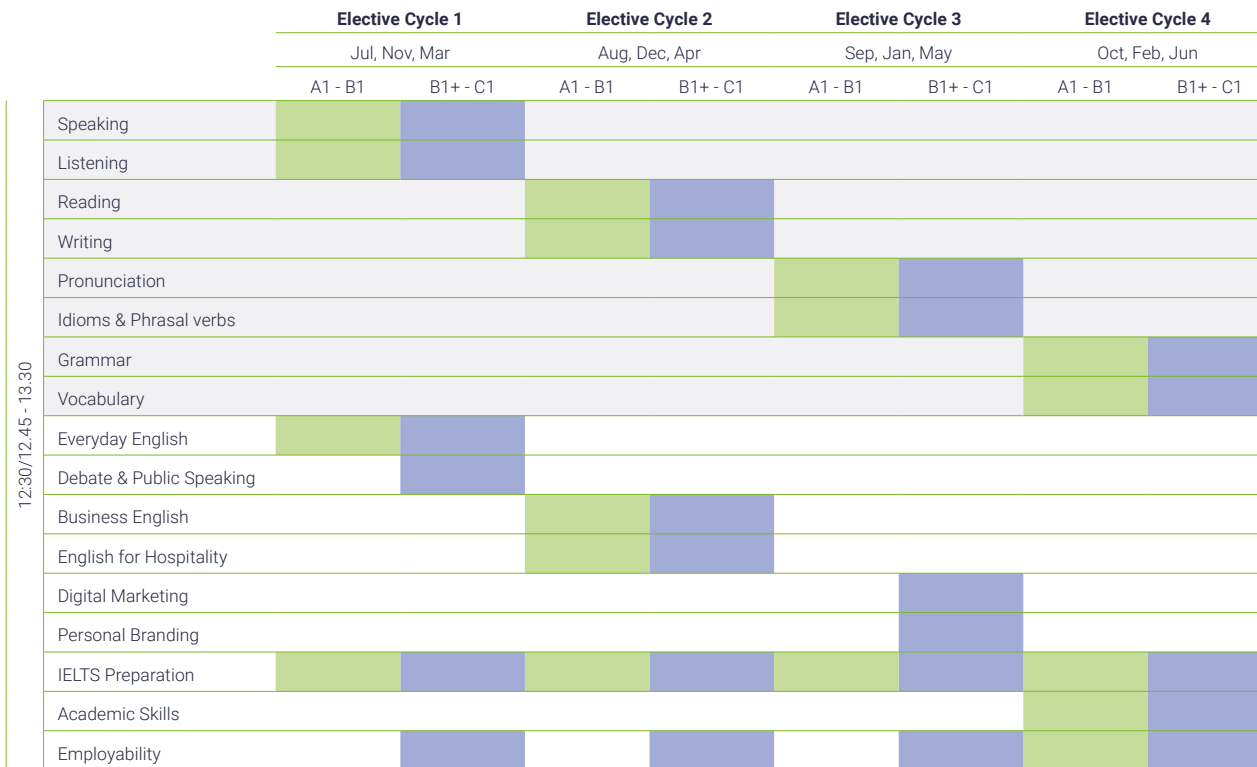 Elective Cycle 1 Elective Cycle 2 Elective Cycle 3 Elective Cycle 4
Jul, Nov, Mar Aug, Dec, Apr Sep, Jan, May Oct, Feb, Jun
A1 - B1 B1+ - C1 A1 - B1 B1+ - C1 A1 - B1 B1+ - C1 A1 - B1 B1+ - C1
12:30/12.45 - 13.30
Speaking
Listening
Reading
Writing
Pronunciation
Idioms & Phrasal verbs
Grammar
Vocabulary
Everyday English
Debate & Public Speaking
Business English
English for Hospitality
Digital Marketing
Personal Branding
IELTS Preparation
Academic Skills
Employability